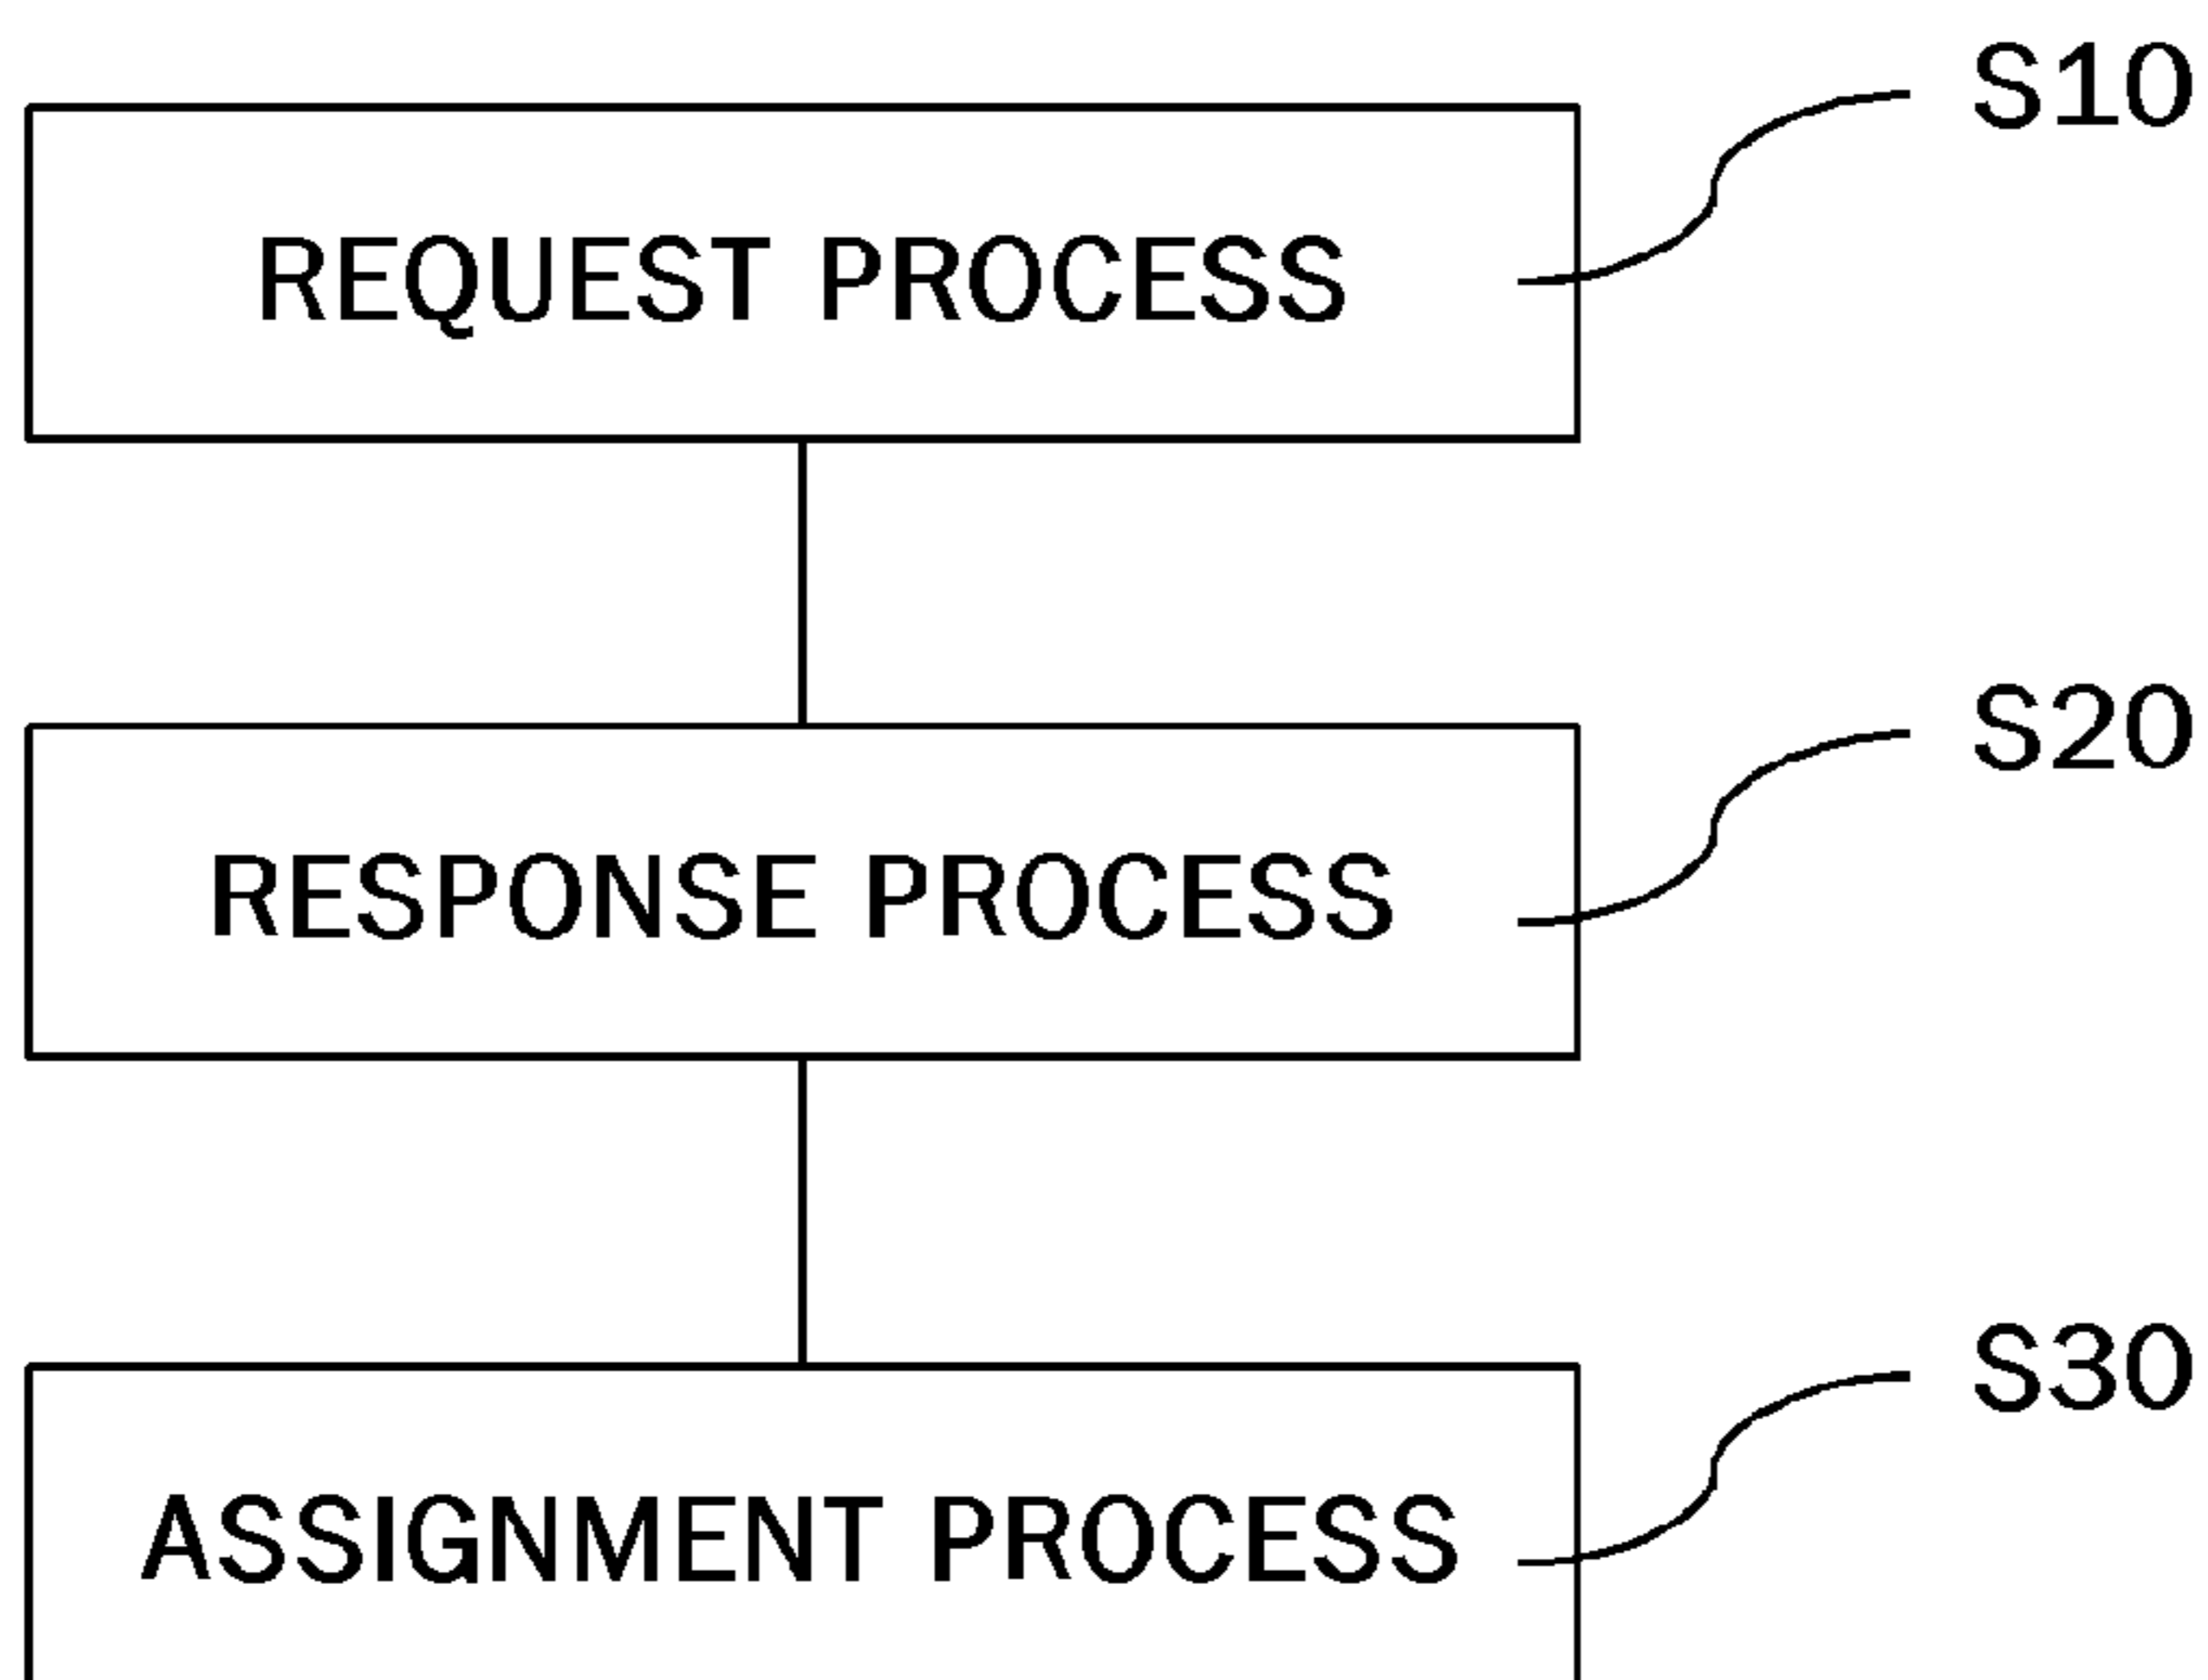 S10
REQUEST PROCESS
S20
RESPONSE PROCESS
S30
ASSIGNMENT PROCESS